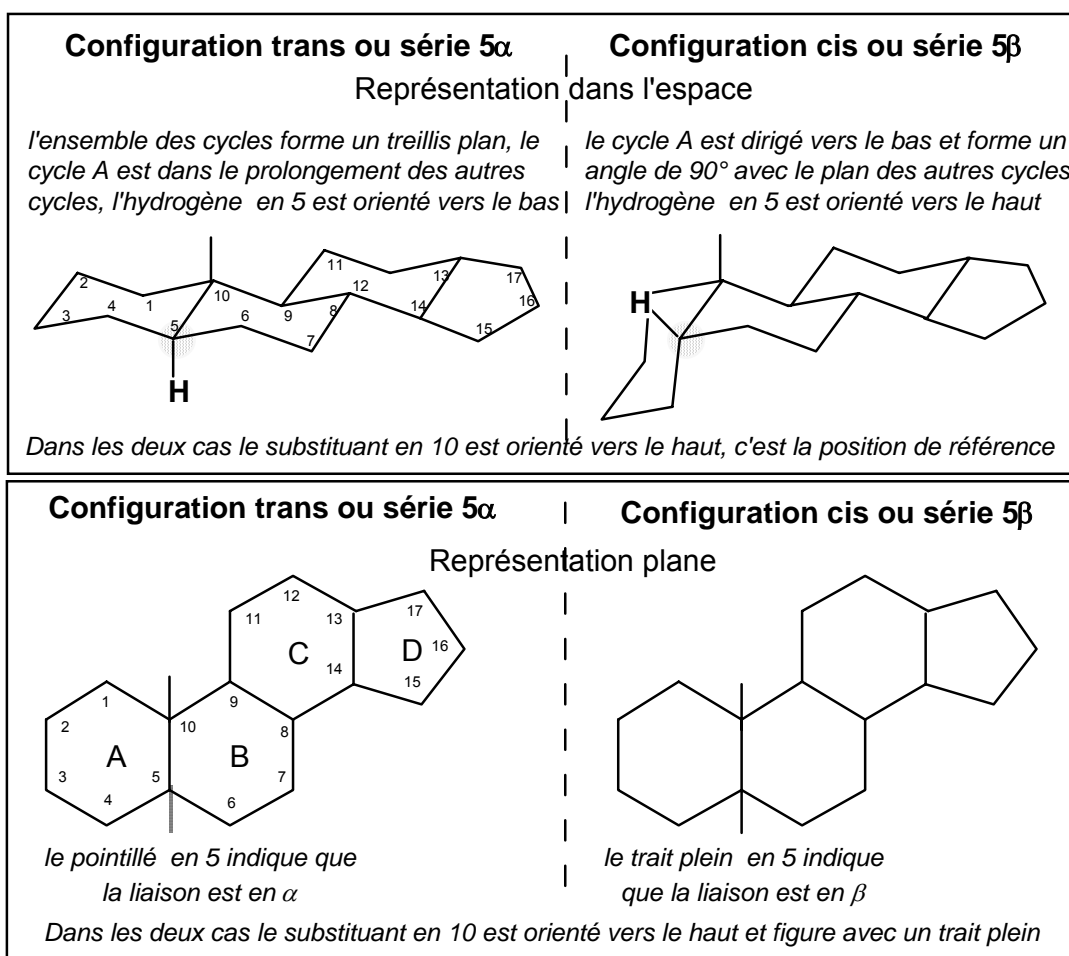 Configuration trans ou série 5α
Configuration cis ou série 5β
Représentation dans l'espace
l'ensemble des cycles forme un treillis plan, le
cycle A est dans le prolongement des autres
cycles, l'hydrogène en 5 est orienté vers le bas
le cycle A est dirigé vers le bas et forme un
angle de 90° avec le plan des autres cycles
l'hydrogène en 5 est orienté vers le haut
2
4
1
3
10
5
6
9
11
12
8
7
13
14
17
16
15
H
H
Dans les deux cas le substituant en 10 est orienté vers le haut, c'est la position de référence
Configuration trans ou série 5α
Configuration cis ou série 5β
Représentation plane
12
11
13
17
C
D
16
14
15
1
9
2
10
8
A
B
3
5
7
4
6
le pointillé en 5 indique que
la liaison est en α
le trait plein en 5 indique
que la liaison est en β
Dans les deux cas le substituant en 10 est orienté vers le haut et figure avec un trait plein